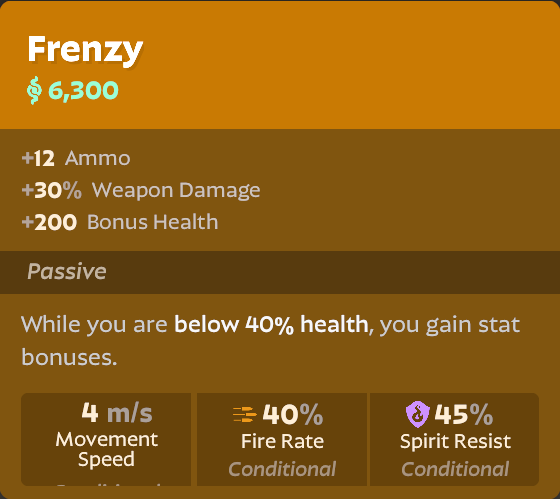 Frenzy
6,300
+12 Ammo
+30% Weapon Damage
+200 Bonus Health
Passive
While you are below 40% health, you gain stat
bonuses.
4 m/s
Movement
Speed
40%
Fire Rate
Conditional
45%
Spirit Resist
Conditional